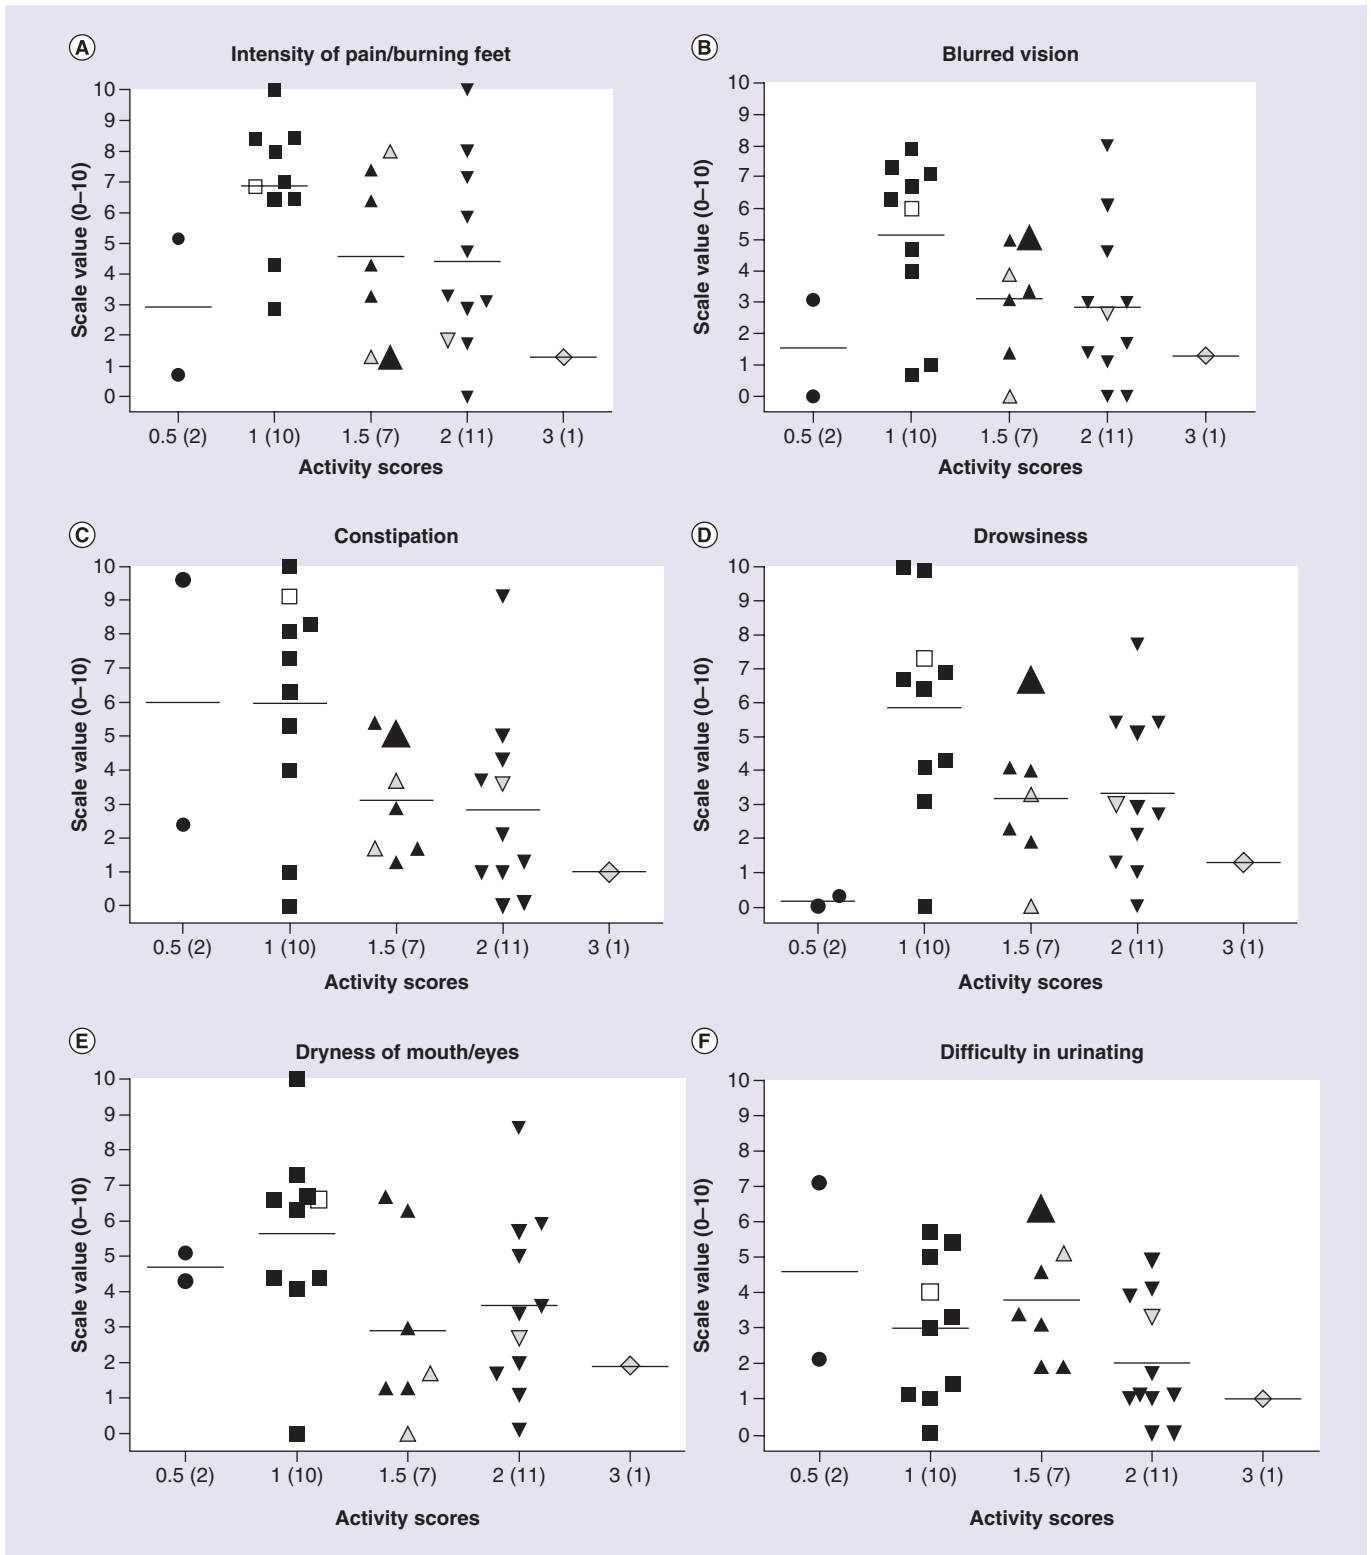 A
Intensity of pain/burning feet
10
9
8
7
6
5
4
3
2
1
0
Scale value (0–10)
0.5 (2) 1 (10) 1.5 (7) 2 (11) 3 (1)
Activity scores
B
Blurred vision
10
9
8
7
6
5
4
3
2
1
0
Scale value (0–10)
0.5 (2) 1 (10) 1.5 (7) 2 (11) 3 (1)
Activity scores
C
Constipation
10
9
8
7
6
5
4
3
2
1
0
Scale value (0–10)
0.5 (2) 1 (10) 1.5 (7) 2 (11) 3 (1)
Activity scores
D
Drowsiness
10
9
8
7
6
5
4
3
2
1
0
Scale value (0–10)
0.5 (2) 1 (10) 1.5 (7) 2 (11) 3 (1)
Activity scores
E
Dryness of mouth/eyes
10
9
8
7
6
5
4
3
2
1
0
Scale value (0–10)
0.5 (2) 1 (10) 1.5 (7) 2 (11) 3 (1)
Activity scores
F
Difficulty in urinating
10
9
8
7
6
5
4
3
2
1
0
Scale value (0–10)
0.5 (2) 1 (10) 1.5 (7) 2 (11) 3 (1)
Activity scores